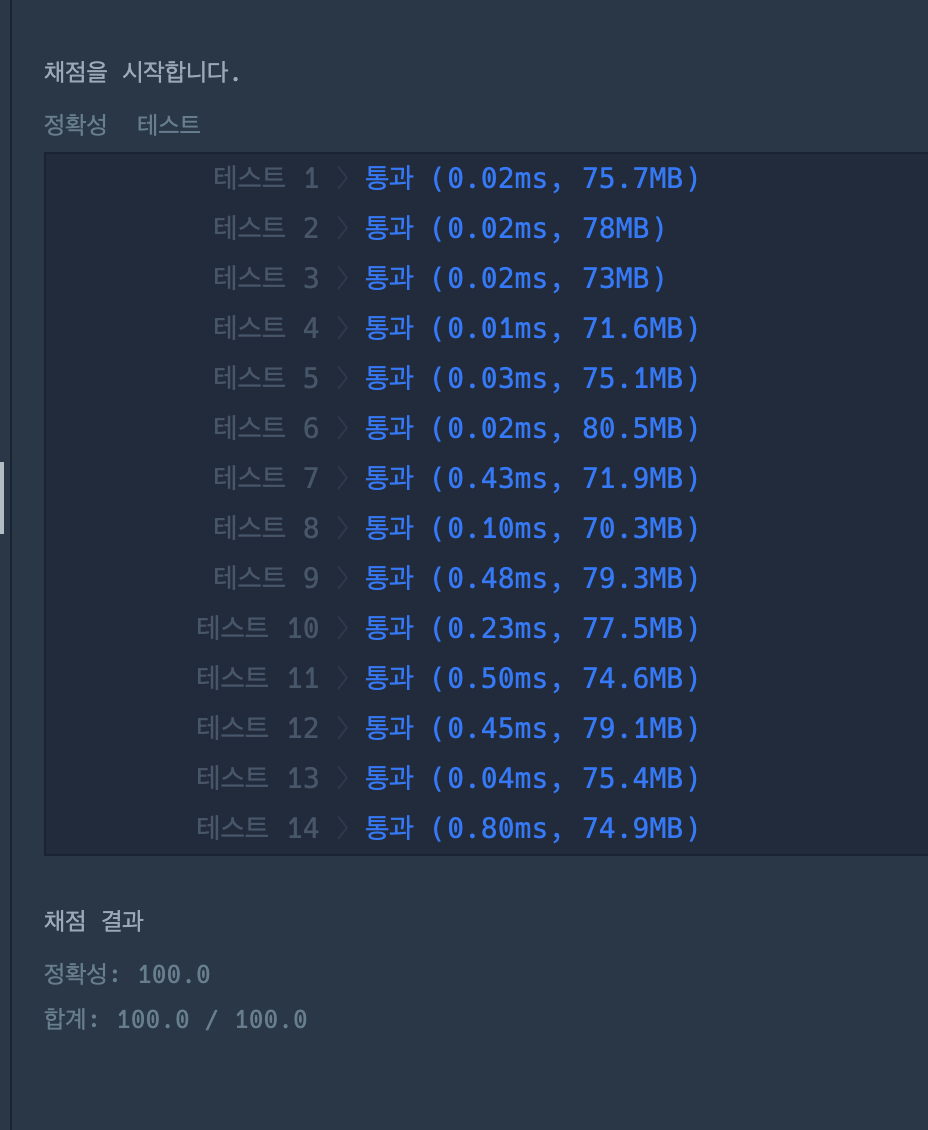 채점을 시작합니다.
정확성 테스트
테스트 1 〉 통과 (0.02ms, 75.7MB)
테스트 2 〉 통과 (0.02ms, 78MB)
테스트 3 〉 통과 (0.02ms, 73MB)
테스트 4 〉 통과 (0.01ms, 71.6MB)
테스트 5 〉 통과 (0.03ms, 75.1MB)
테스트 6 〉 통과 (0.02ms, 80.5MB)
테스트 7 〉 통과 (0.43ms, 71.9MB)
테스트 8 〉 통과 (0.10ms, 70.3MB)
테스트 9 〉 통과 (0.48ms, 79.3MB)
테스트 10 〉 통과 (0.23ms, 77.5MB)
테스트 11 〉 통과 (0.50ms, 74.6MB)
테스트 12 〉 통과 (0.45ms, 79.1MB)
테스트 13 〉 통과 (0.04ms, 75.4MB)
테스트 14 〉 통과 (0.80ms, 74.9MB)
채점 결과
정확성: 100.0
합계: 100.0 / 100.0